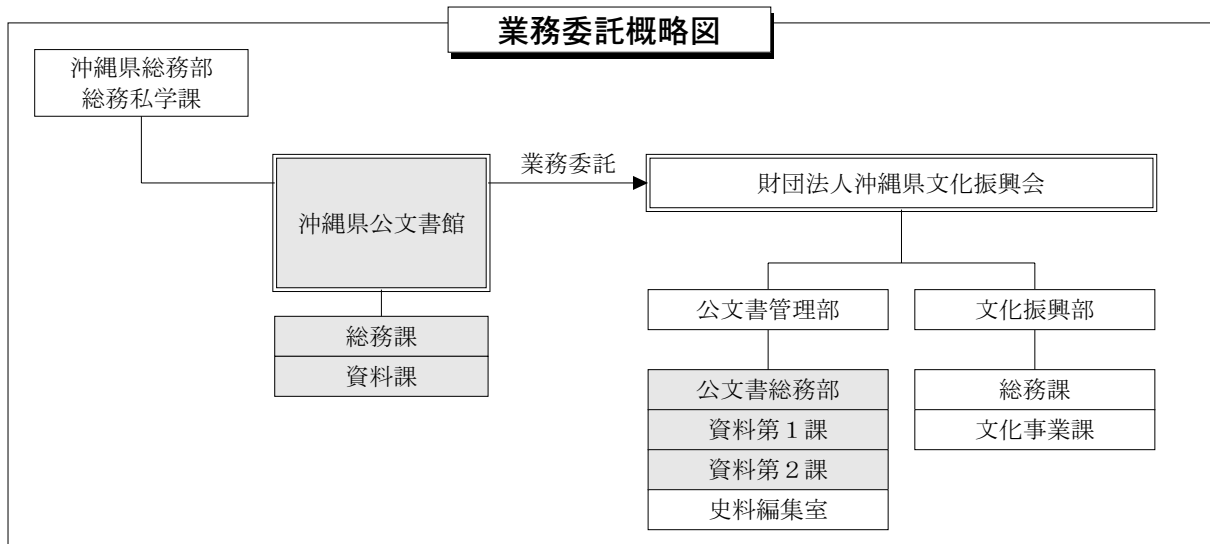 業務委託概略図
沖縄県総務部
総務私学課
沖縄県公文書館
業務委託
財団法人沖縄県文化振興会
総務課
資料課
公文書管理部
文化振興部
公文書総務部
資料第１課
資料第２課
史料編集室
総務課
文化事業課